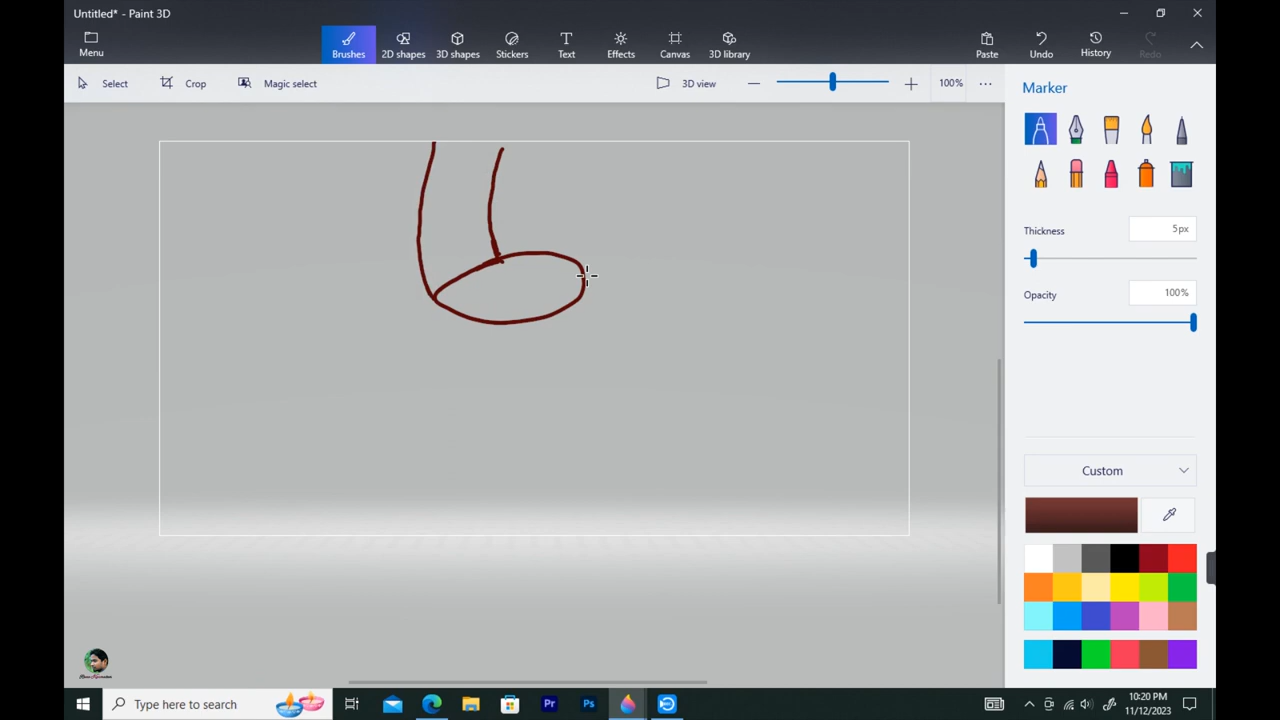 Untitled* - Paint 3D
Menu
Brushes
2D shapes
3D shapes
Stickers
Text
Effects
Canvas
3D library
Paste
Undo
History
Redo
Select
Crop
Magic select
3D view
100%
Marker
Thickness
5px
Opacity
100%
Custom
Type here to search
Pr
Ps
10:20 PM
11/12/2023